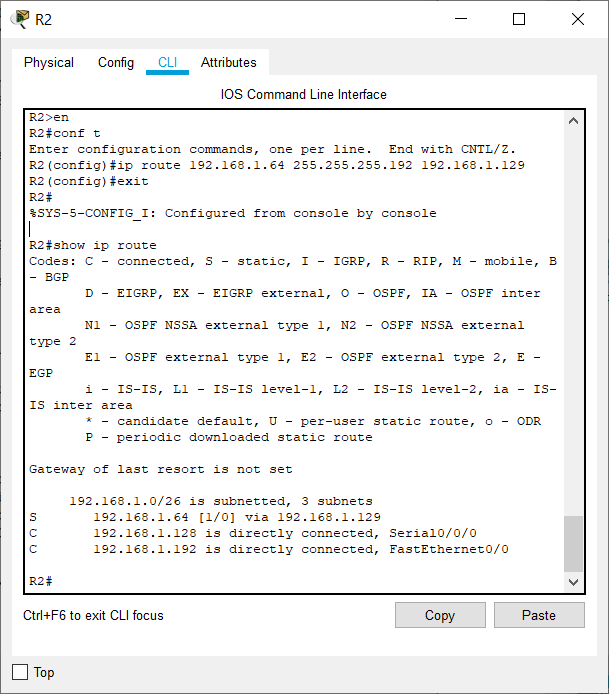 R2
Physical Config CLI Attributes
IOS Command Line Interface
R2>en
R2#conf t
Enter configuration commands, one per line.  End with CNTL/Z.
R2(config)#ip route 192.168.1.64 255.255.255.192 192.168.1.129
R2(config)#exit
R2#
%SYS-5-CONFIG_I: Configured from console by console
R2#show ip route
Codes: C - connected, S - static, I - IGRP, R - RIP, M - mobile, B
- BGP
       D - EIGRP, EX - EIGRP external, O - OSPF, IA - OSPF inter
area
       N1 - OSPF NSSA external type 1, N2 - OSPF NSSA external
type 2
       E1 - OSPF external type 1, E2 - OSPF external type 2, E -
EGP
       i - IS-IS, L1 - IS-IS level-1, L2 - IS-IS level-2, ia - IS-
IS inter area
       * - candidate default, U - per-user static route, o - ODR
       P - periodic downloaded static route
Gateway of last resort is not set
     192.168.1.0/26 is subnetted, 3 subnets
S       192.168.1.64 [1/0] via 192.168.1.129
C       192.168.1.128 is directly connected, Serial0/0/0
C       192.168.1.192 is directly connected, FastEthernet0/0
R2#
Ctrl+F6 to exit CLI focus Copy Paste
Top